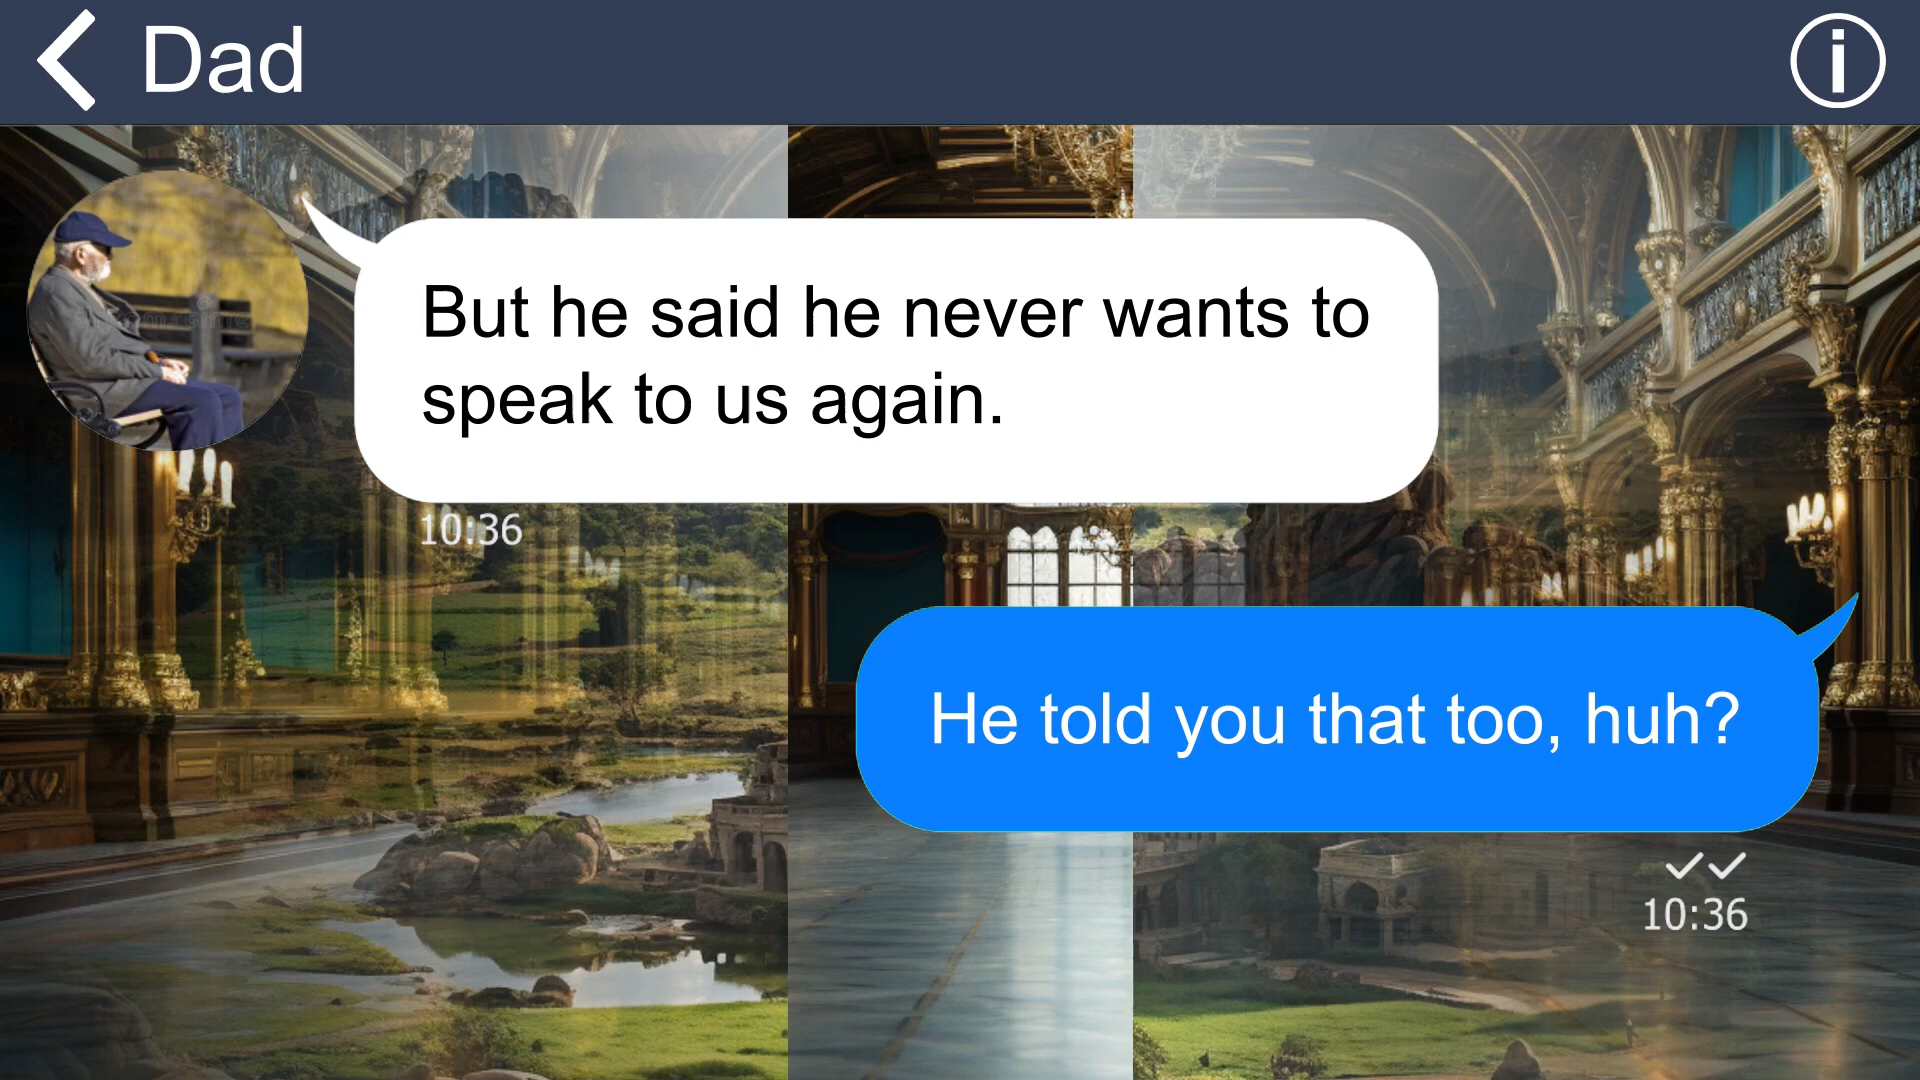 Dad
But he said he never wants to
speak to us again.
10:36
He told you that too, huh?
10:36